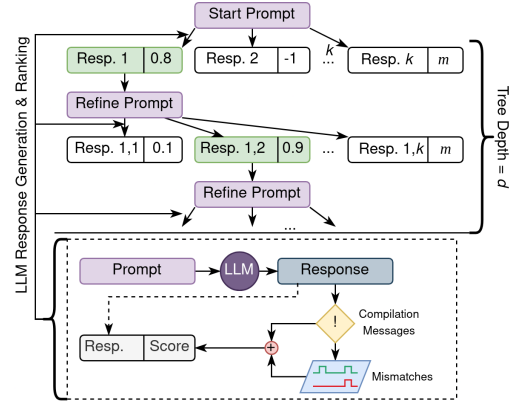 Start Prompt
k
Resp. 1 0.8
Resp. 2 -1
...
Resp. k m
Refine Prompt
Resp. 1,1 0.1
Resp. 1,2 0.9
...
Resp. 1,k m
Refine Prompt
...
LLM Response Generation & Ranking
Tree Depth = d
Prompt
LLM
Response
!
Compilation
Messages
Resp. Score
+
Mismatches